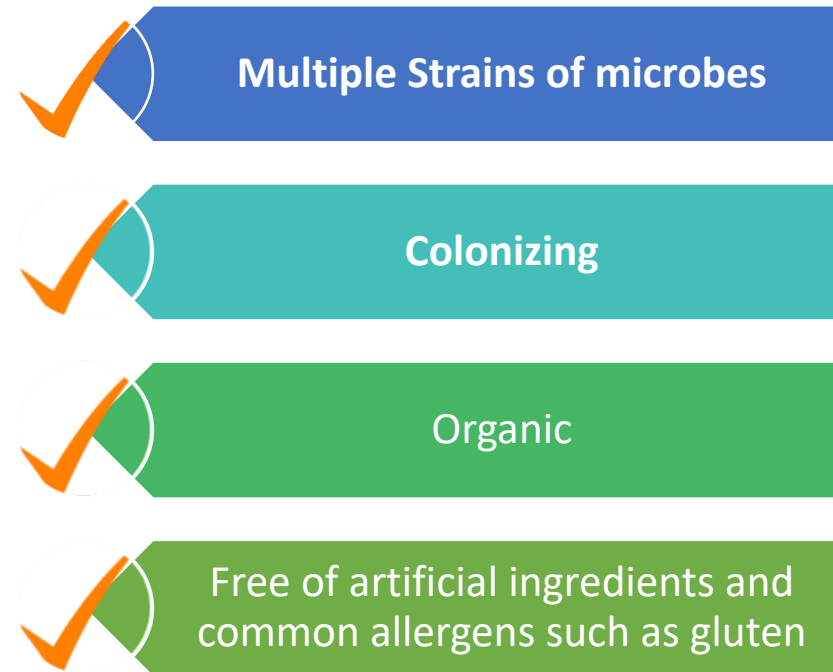 Multiple Strains of microbes
Colonizing
Organic
Free of artificial ingredients and
common allergens such as gluten